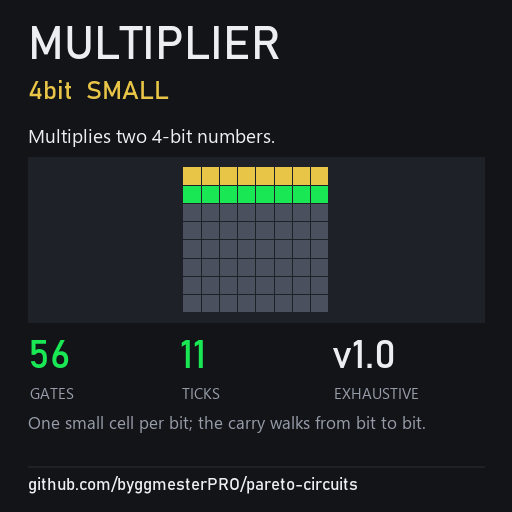 MULTIPLIER
4bit SMALL
Multiplies two 4-bit numbers.
56 11 v1.0
GATES TICKS EXHAUSTIVE
One small cell per bit; the carry walks from bit to bit.
github.com/byggmesterPRO/pareto-circuits